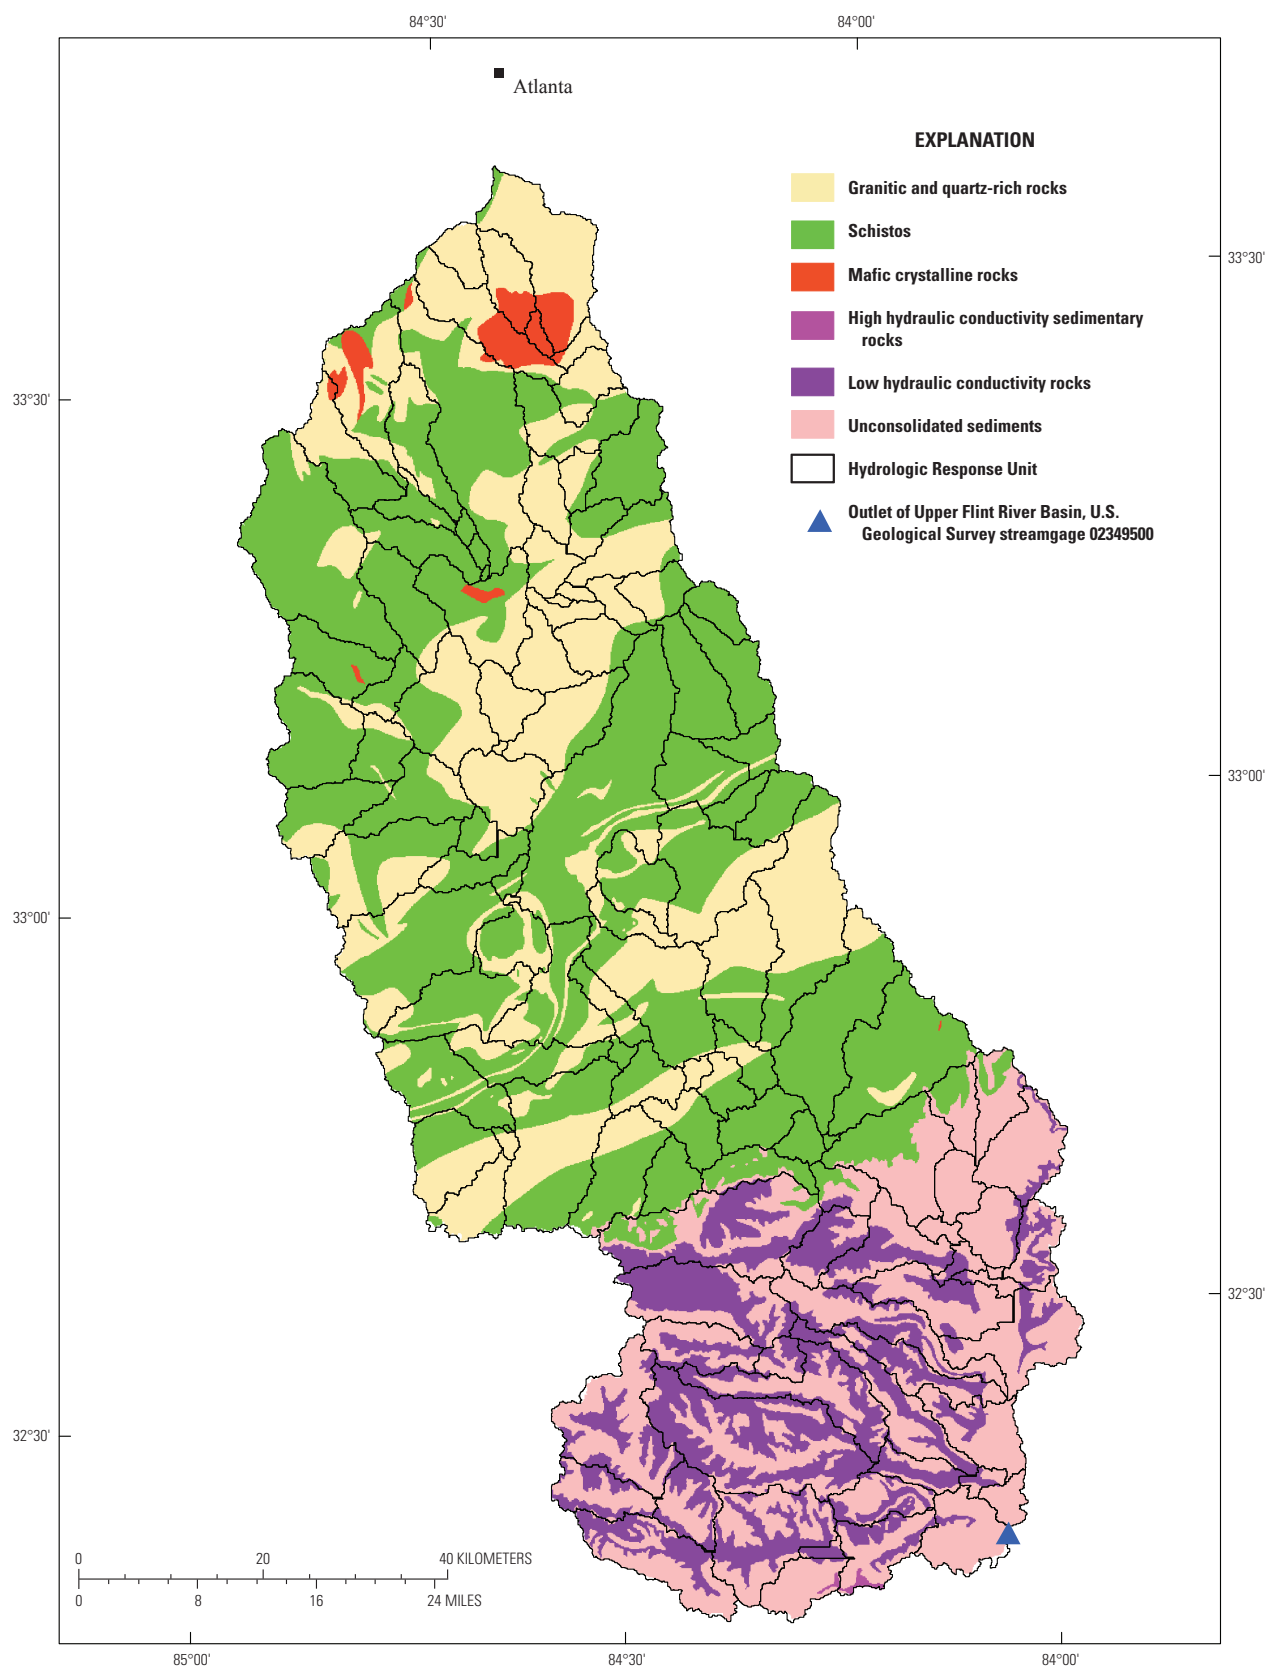 84°30'
84°00'
Atlanta
EXPLANATION
Granitic and quartz-rich rocks
Schistos
Mafic crystalline rocks
High hydraulic conductivity sedimentary
rocks
Low hydraulic conductivity rocks
Unconsolidated sediments
Hydrologic Response Unit
Outlet of Upper Flint River Basin, U.S.
Geological Survey streamgage 02349500
33°30'
33°30'
33°00'
33°00'
32°30'
32°30'
0 20 40 KILOMETERS
0 8 16 24 MILES
85°00'
84°30'
84°00'